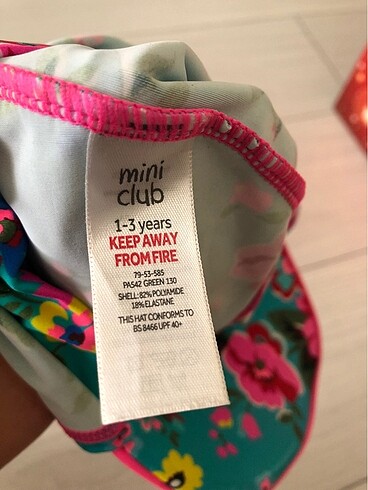 mini
club
1-3 years
KEEP AWAY
FROM FIRE
79-53-585
PA542 GREEN 130
SHELL: 82% POLYAMIDE
18% ELASTANE
THIS HAT CONFORMS TO
BS 8466 UPF 40+